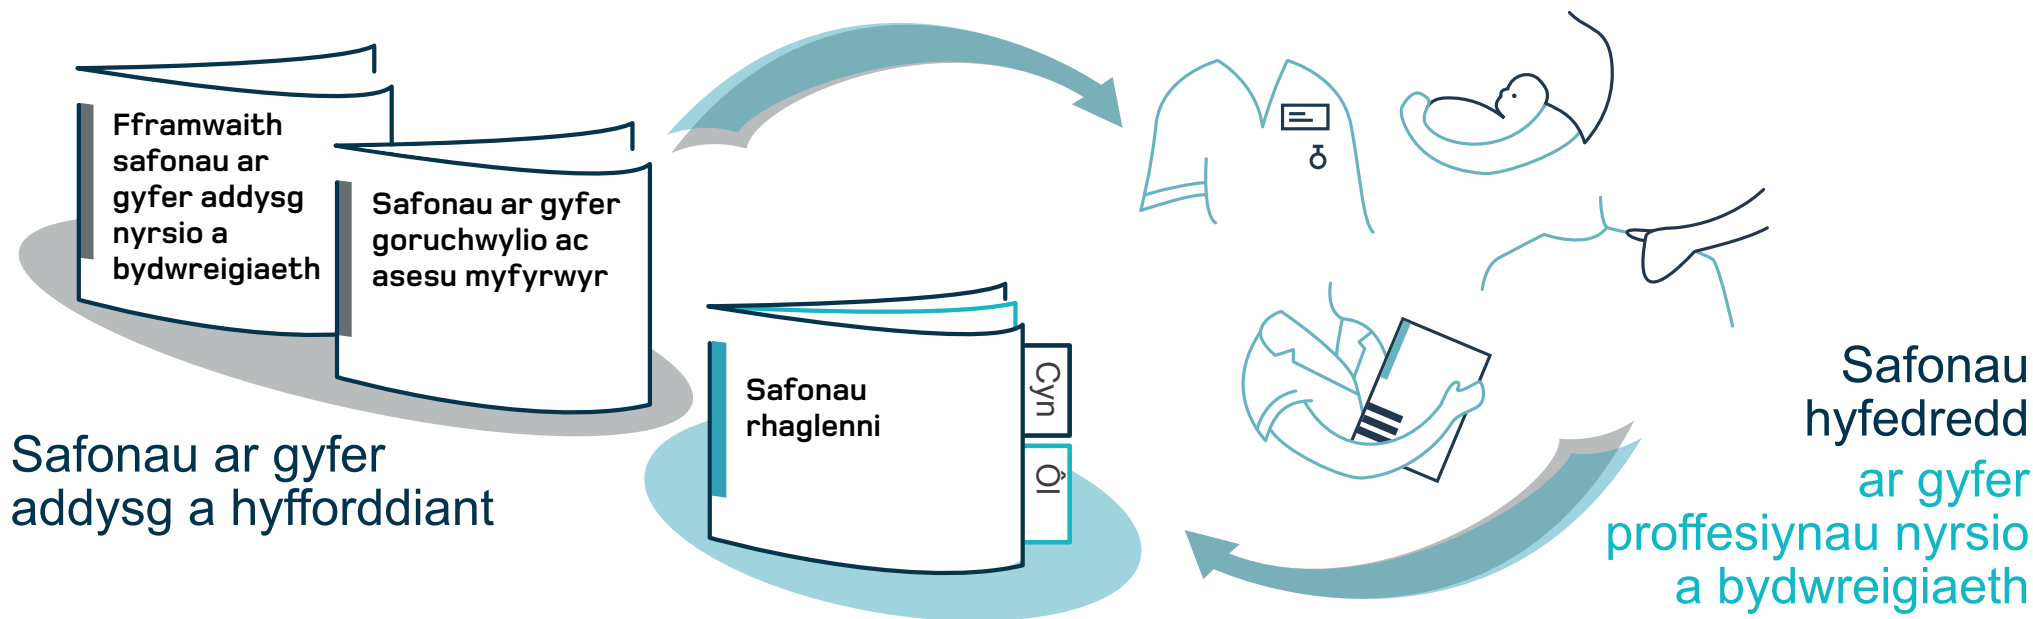 Fframwaith
safonau ar
gyfer addysg
nyrsio a
bydwreigiaeth
Safonau ar gyfer
goruchwylio ac
asesu myfyrwyr
Safonau
rhaglenni
Cyn
Ôl
Safonau ar gyfer
addysg a hyfforddiant
Safonau
hyfedredd
ar gyfer
proffesiynau nyrsio
a bydwreigiaeth